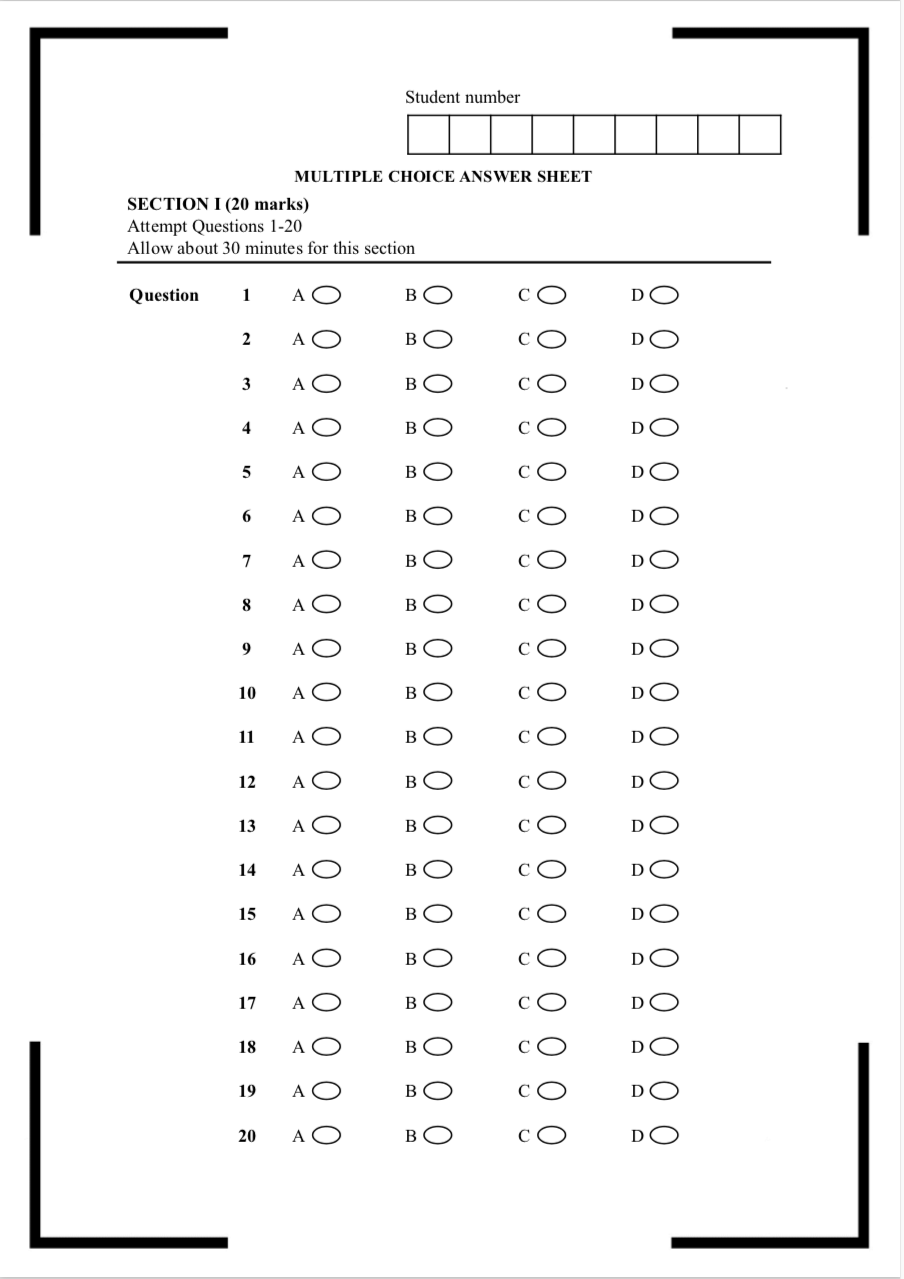 Student number
MULTIPLE CHOICE ANSWER SHEET
SECTION I (20 marks)
Attempt Questions 1-20
Allow about 30 minutes for this section
Question 1 A B C D
2 A B C D
3 A B C D
4 A B C D
5 A B C D
6 A B C D
7 A B C D
8 A B C D
9 A B C D
10 A B C D
11 A B C D
12 A B C D
13 A B C D
14 A B C D
15 A B C D
16 A B C D
17 A B C D
18 A B C D
19 A B C D
20 A B C D